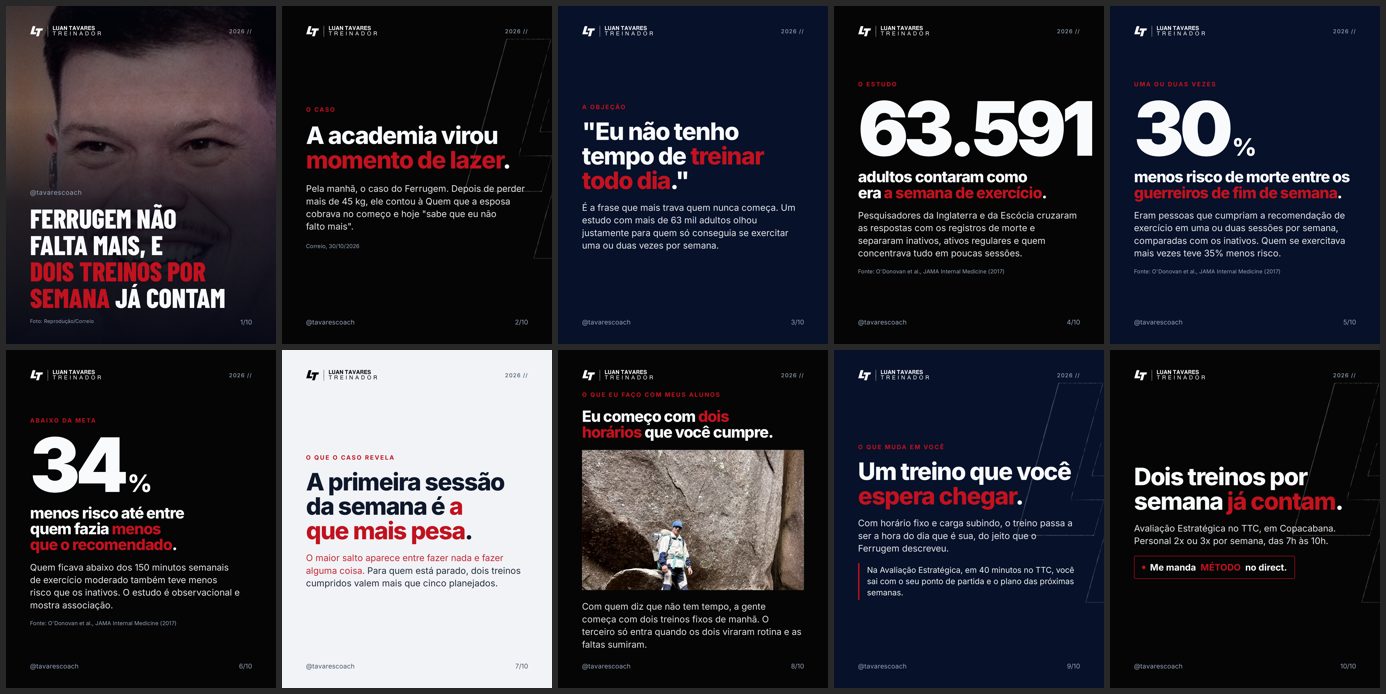 LT | LUAN TAVARES
TREINADOR
2026 //
@tavarescoach
FERRUGEM NÃO
FALTA MAIS, E
DOIS TREINOS POR
SEMANA JÁ CONTAM
Foto: Reprodução/Correio
1/10
LT | LUAN TAVARES
TREINADOR
2026 //
O CASO
A academia virou
momento de lazer.
Pela manhã, o caso do Ferrugem. Depois de perder
mais de 45 kg, ele contou à Quem que a esposa
cobrava no começo e hoje "sabe que eu não
falto mais".
Correio, 30/10/2026
@tavarescoach
2/10
LT | LUAN TAVARES
TREINADOR
2026 //
A OBJEÇÃO
"Eu não tenho
tempo de treinar
todo dia."
É a frase que mais trava quem nunca começa. Um
estudo com mais de 63 mil adultos olhou
justamente para quem só conseguia se exercitar
uma ou duas vezes por semana.
@tavarescoach
3/10
LT | LUAN TAVARES
TREINADOR
2026 //
O ESTUDO
63.591
adultos contaram como
era a semana de exercício.
Pesquisadores da Inglaterra e da Escócia cruzaram
as respostas com os registros de morte e
separaram inativos, ativos regulares e quem
concentrava tudo em poucas sessões.
Fonte: O'Donovan et al., JAMA Internal Medicine (2017)
@tavarescoach
4/10
LT | LUAN TAVARES
TREINADOR
2026 //
UMA OU DUAS VEZES
30%
menos risco de morte entre os
guerreiros de fim de semana.
Eram pessoas que cumpriam a recomendação de
exercício em uma ou duas sessões por semana,
comparadas com os inativos. Quem se exercitava
mais vezes teve 35% menos risco.
Fonte: O'Donovan et al., JAMA Internal Medicine (2017)
@tavarescoach
5/10
LT | LUAN TAVARES
TREINADOR
2026 //
ABAIXO DA META
34%
menos risco até entre
quem fazia menos
que o recomendado.
Quem ficava abaixo dos 150 minutos semanais
de exercício moderado também teve menos
risco que os inativos. O estudo é observacional e
mostra associação.
Fonte: O'Donovan et al., JAMA Internal Medicine (2017)
@tavarescoach
6/10
LT | LUAN TAVARES
TREINADOR
2026 //
O QUE O CASO REVELA
A primeira sessão
da semana é a
que mais pesa.
O maior salto aparece entre fazer nada e fazer
alguma coisa. Para quem está parado, dois treinos
cumpridos valem mais que cinco planejados.
@tavarescoach
7/10
LT | LUAN TAVARES
TREINADOR
2026 //
O QUE EU FAÇO COM MEUS ALUNOS
Eu começo com dois
horários que você cumpre.
Com quem diz que não tem tempo, a gente
começa com dois treinos fixos de manhã. O
terceiro só entra quando os dois viraram rotina e as
faltas sumiram.
@tavarescoach
8/10
LT | LUAN TAVARES
TREINADOR
2026 //
O QUE MUDA EM VOCÊ
Um treino que você
espera chegar.
Com horário fixo e carga subindo, o treino passa a
ser a hora do dia que é sua, do jeito que o
Ferrugem descreveu.
Na Avaliação Estratégica, em 40 minutos no TTC, você
sai com o seu ponto de partida e o plano das próximas
semanas.
@tavarescoach
9/10
LT | LUAN TAVARES
TREINADOR
2026 //
Dois treinos por
semana já contam.
Avaliação Estratégica no TTC, em Copacabana.
Personal 2x ou 3x por semana, das 7h às 10h.
• Me manda MÉTODO no direct.
@tavarescoach
10/10